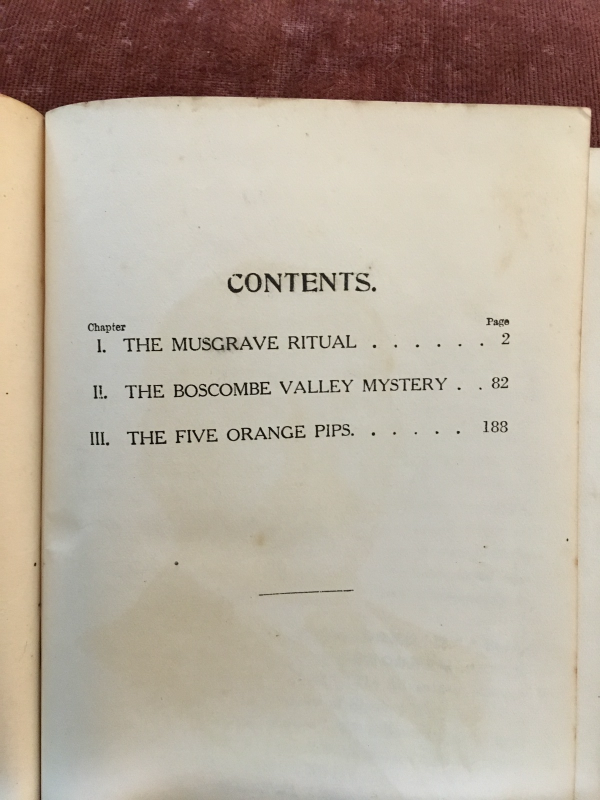 CONTENTS.
Chapter Page
I. THE MUSGRAVE RITUAL . . . . . . 2
II. THE BOSCOMBE VALLEY MYSTERY . . 82
III. THE FIVE ORANGE PIPS. . . . . . 188